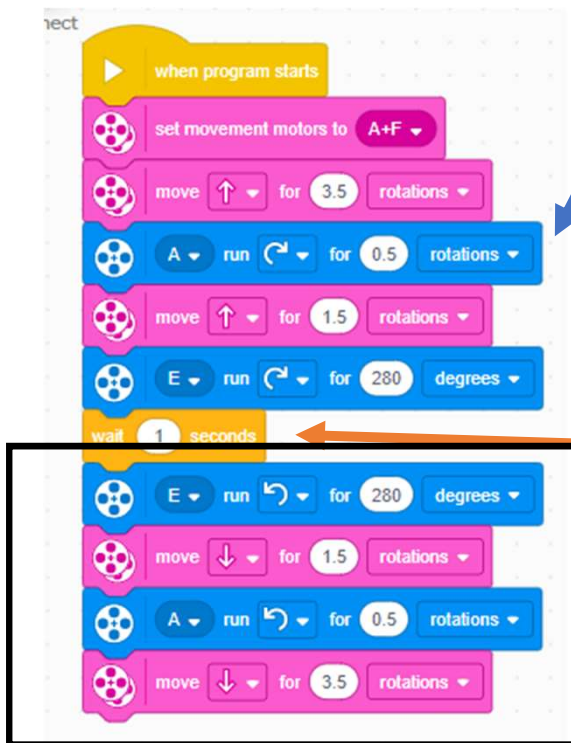 nect
when program starts
set movement motors to A+F
move for 3.5 rotations
A run for 0.5 rotations
move for 1.5 rotations
E run for 280 degrees
wait 1 seconds
E run for 280 degrees
move for 1.5 rotations
A run for 0.5 rotations
move for 3.5 rotations